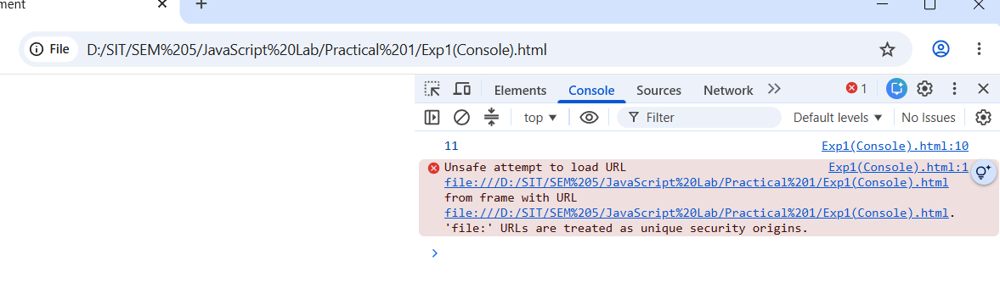 ment
File D:/SIT/SEM%205/JavaScript%20Lab/Practical%201/Exp1(Console).html
Elements Console Sources Network 1
top Filter Default levels No Issues
11 Exp1(Console).html:10
Unsafe attempt to load URL Exp1(Console).html:1
file:///D:/SIT/SEM%205/JavaScript%20Lab/Practical%201/Exp1(Console).html
from frame with URL
file:///D:/SIT/SEM%205/JavaScript%20Lab/Practical%201/Exp1(Console).html.
'file:' URLs are treated as unique security origins.